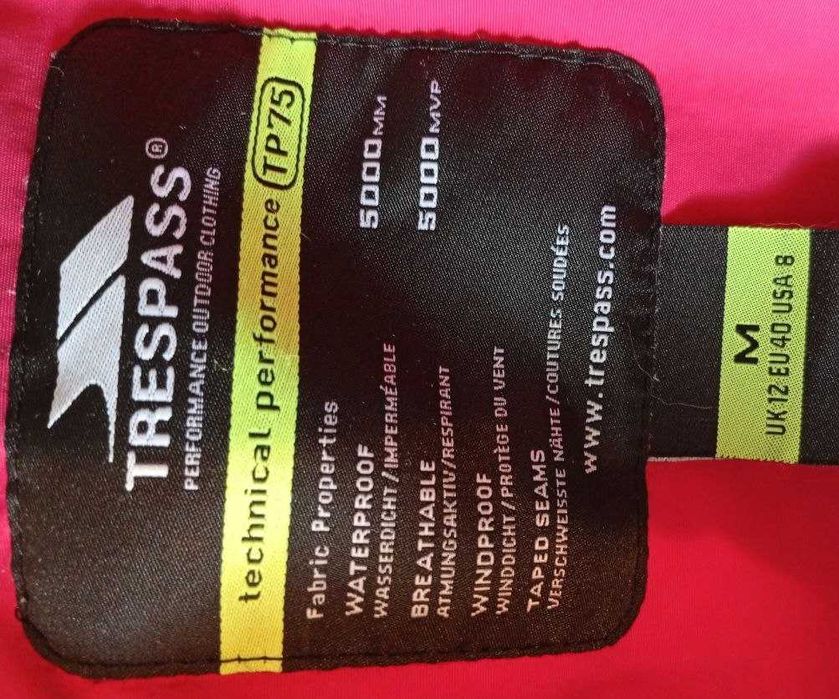 TRESPASS®
PERFORMANCE OUTDOOR CLOTHING
technical performance TP75
Fabric Properties
WATERPROOF 5000MM
WASSERDICHT/IMPERMÉABLE
BREATHABLE 5000MVP
ATMUNGSAKTIV/RESPIRANT
WINDPROOF
WINDDICHT/PROTÈGE DU VENT
TAPED SEAMS
VERSCHWEISSTE NÄHTE/COUTURES SOUDÉES
www.trespass.com
M
UK 12 EU 40 USA 8